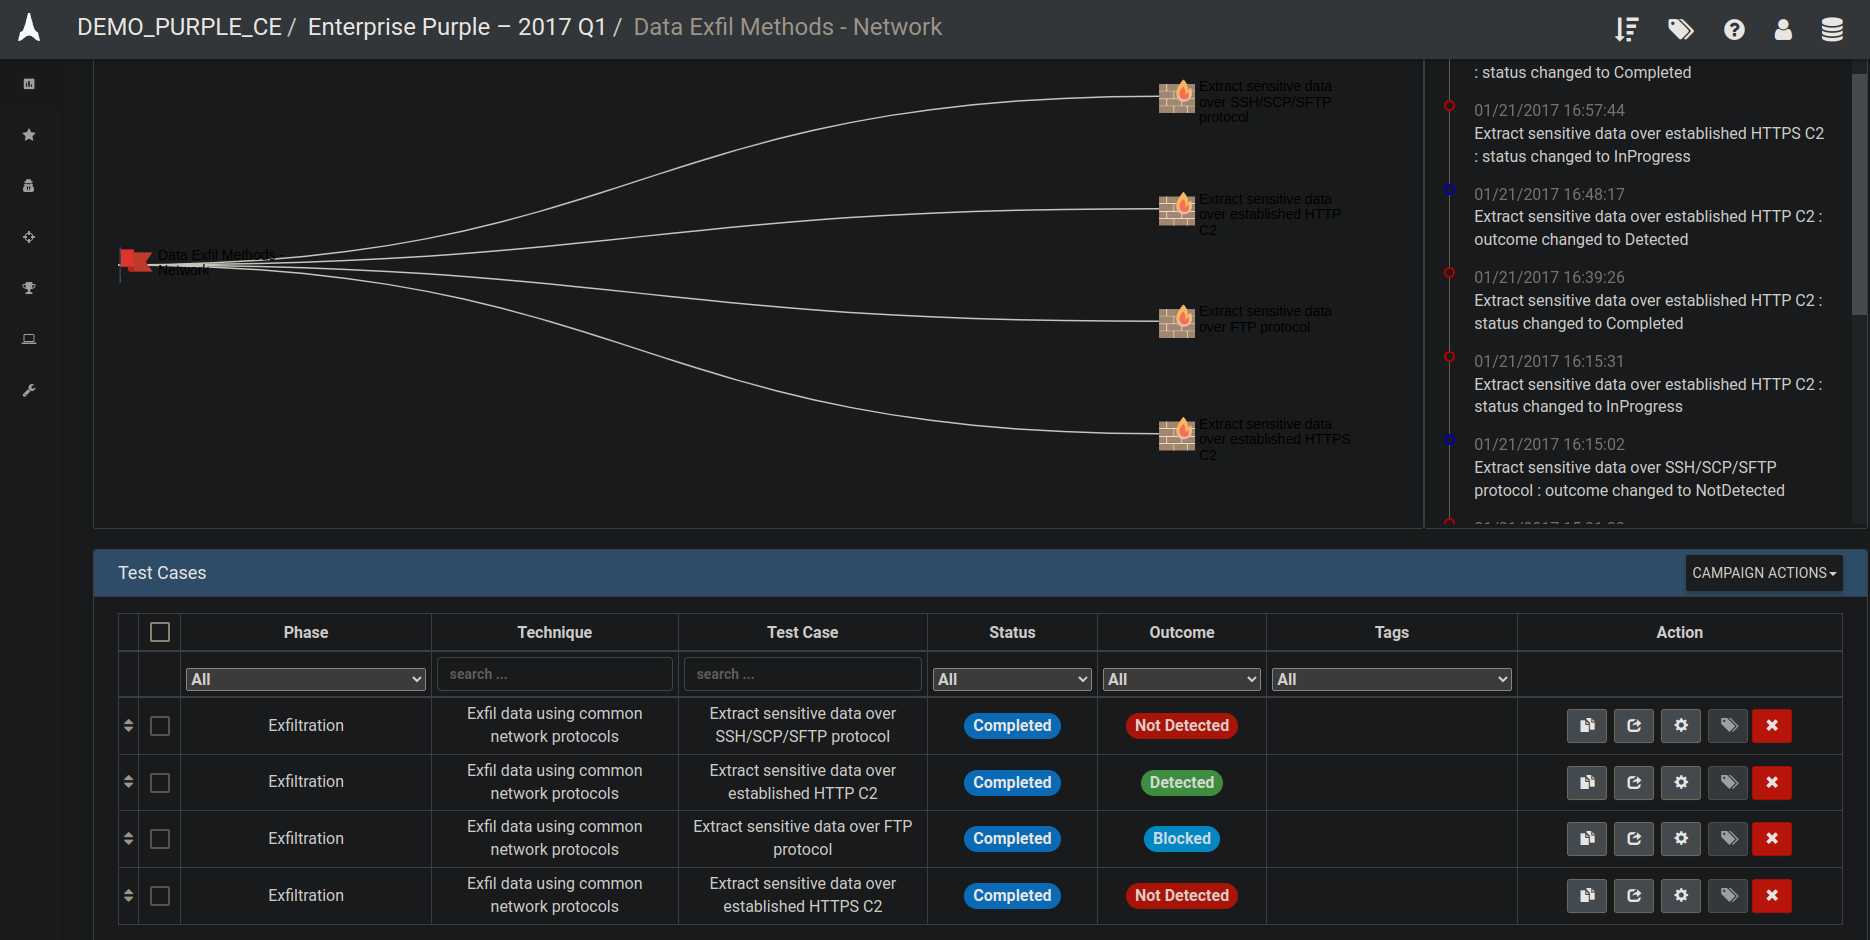 DEMO_PURPLE_CE / Enterprise Purple – 2017 Q1 / Data Exfil Methods - Network
Data Exfil Methods
Network
Extract sensitive data
over SSH/SCP/SFTP
protocol
Extract sensitive data
over established HTTP
C2
Extract sensitive data
over FTP protocol
Extract sensitive data
over established HTTPS
C2
: status changed to Completed
01/21/2017 16:57:44
Extract sensitive data over established HTTPS C2
: status changed to InProgress
01/21/2017 16:48:17
Extract sensitive data over established HTTP C2 :
outcome changed to Detected
01/21/2017 16:39:26
Extract sensitive data over established HTTP C2 :
status changed to Completed
01/21/2017 16:15:31
Extract sensitive data over established HTTP C2 :
status changed to InProgress
01/21/2017 16:15:02
Extract sensitive data over SSH/SCP/SFTP
protocol : outcome changed to NotDetected
Test Cases
CAMPAIGN ACTIONS
Phase Technique Test Case Status Outcome Tags Action
All search ... search ... All All All
Exfiltration Exfil data using common Extract sensitive data over Completed Not Detected
network protocols SSH/SCP/SFTP protocol
Exfiltration Exfil data using common Extract sensitive data over Completed Detected
network protocols established HTTP C2
Exfiltration Exfil data using common Extract sensitive data over FTP Completed Blocked
network protocols protocol
Exfiltration Exfil data using common Extract sensitive data over Completed Not Detected
network protocols established HTTPS C2